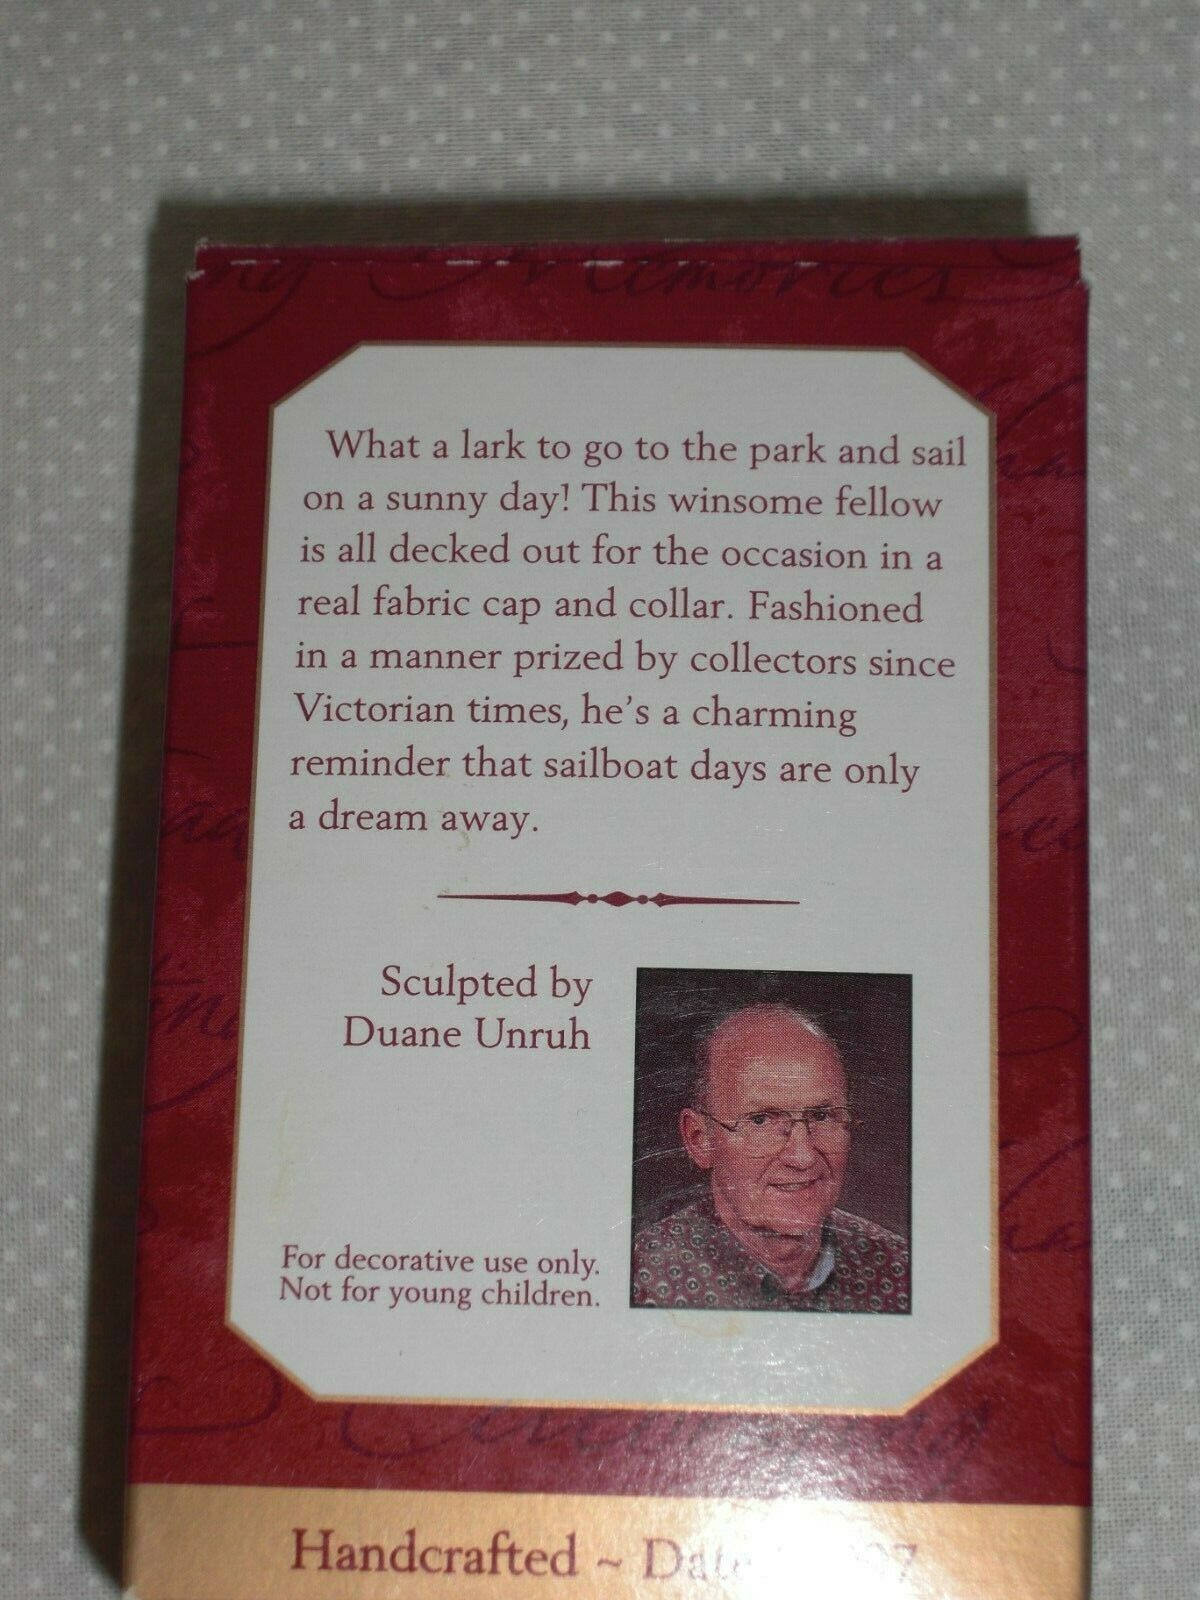 Memories
What a lark to go to the park and sail
on a sunny day! This winsome fellow
is all decked out for the occasion in a
real fabric cap and collar. Fashioned
in a manner prized by collectors since
Victorian times, he's a charming
reminder that sailboat days are only
a dream away.
Sculpted by
Duane Unruh
For decorative use only.
Not for young children.
Handcrafted ~